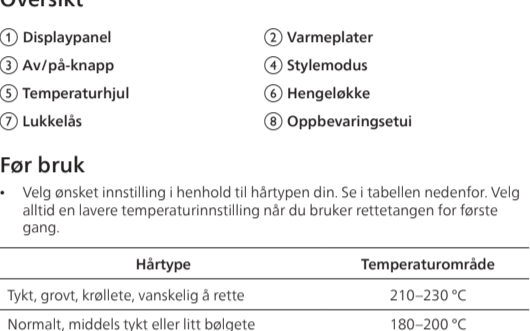 Oversikt
① Displaypanel ② Varmeplater
③ Av/på-knapp ④ Stylemodus
⑤ Temperaturhjul ⑥ Hengeløkke
⑦ Lukkelås ⑧ Oppbevaringsetui
Før bruk
• Velg ønsket innstilling i henhold til hårtypen din. Se i tabellen nedenfor. Velg
alltid en lavere temperaturinnstilling når du bruker rettetangen for første
gang.
Hårtype Temperaturområde
Tykt, grovt, krøllete, vanskelig å rette 210–230 °C
Normalt, middels tykt eller litt bølgete 180–200 °C